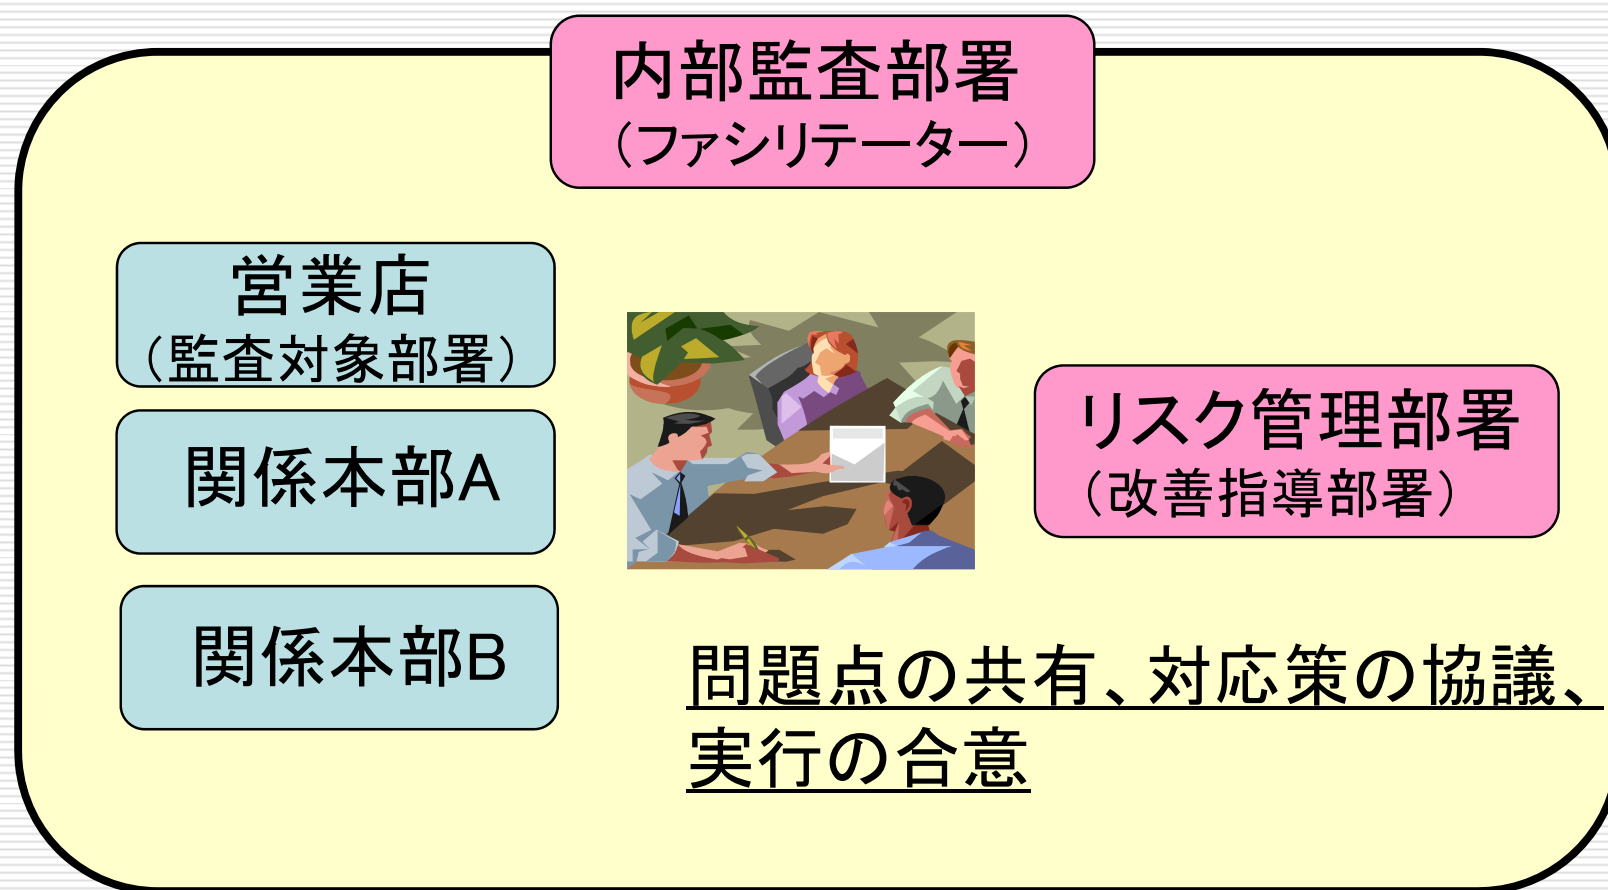 内部監査部署
（ファシリテーター）
営業店
（監査対象部署）
関係本部A
関係本部B
リスク管理部署
（改善指導部署）
問題点の共有、対応策の協議、
実行の合意